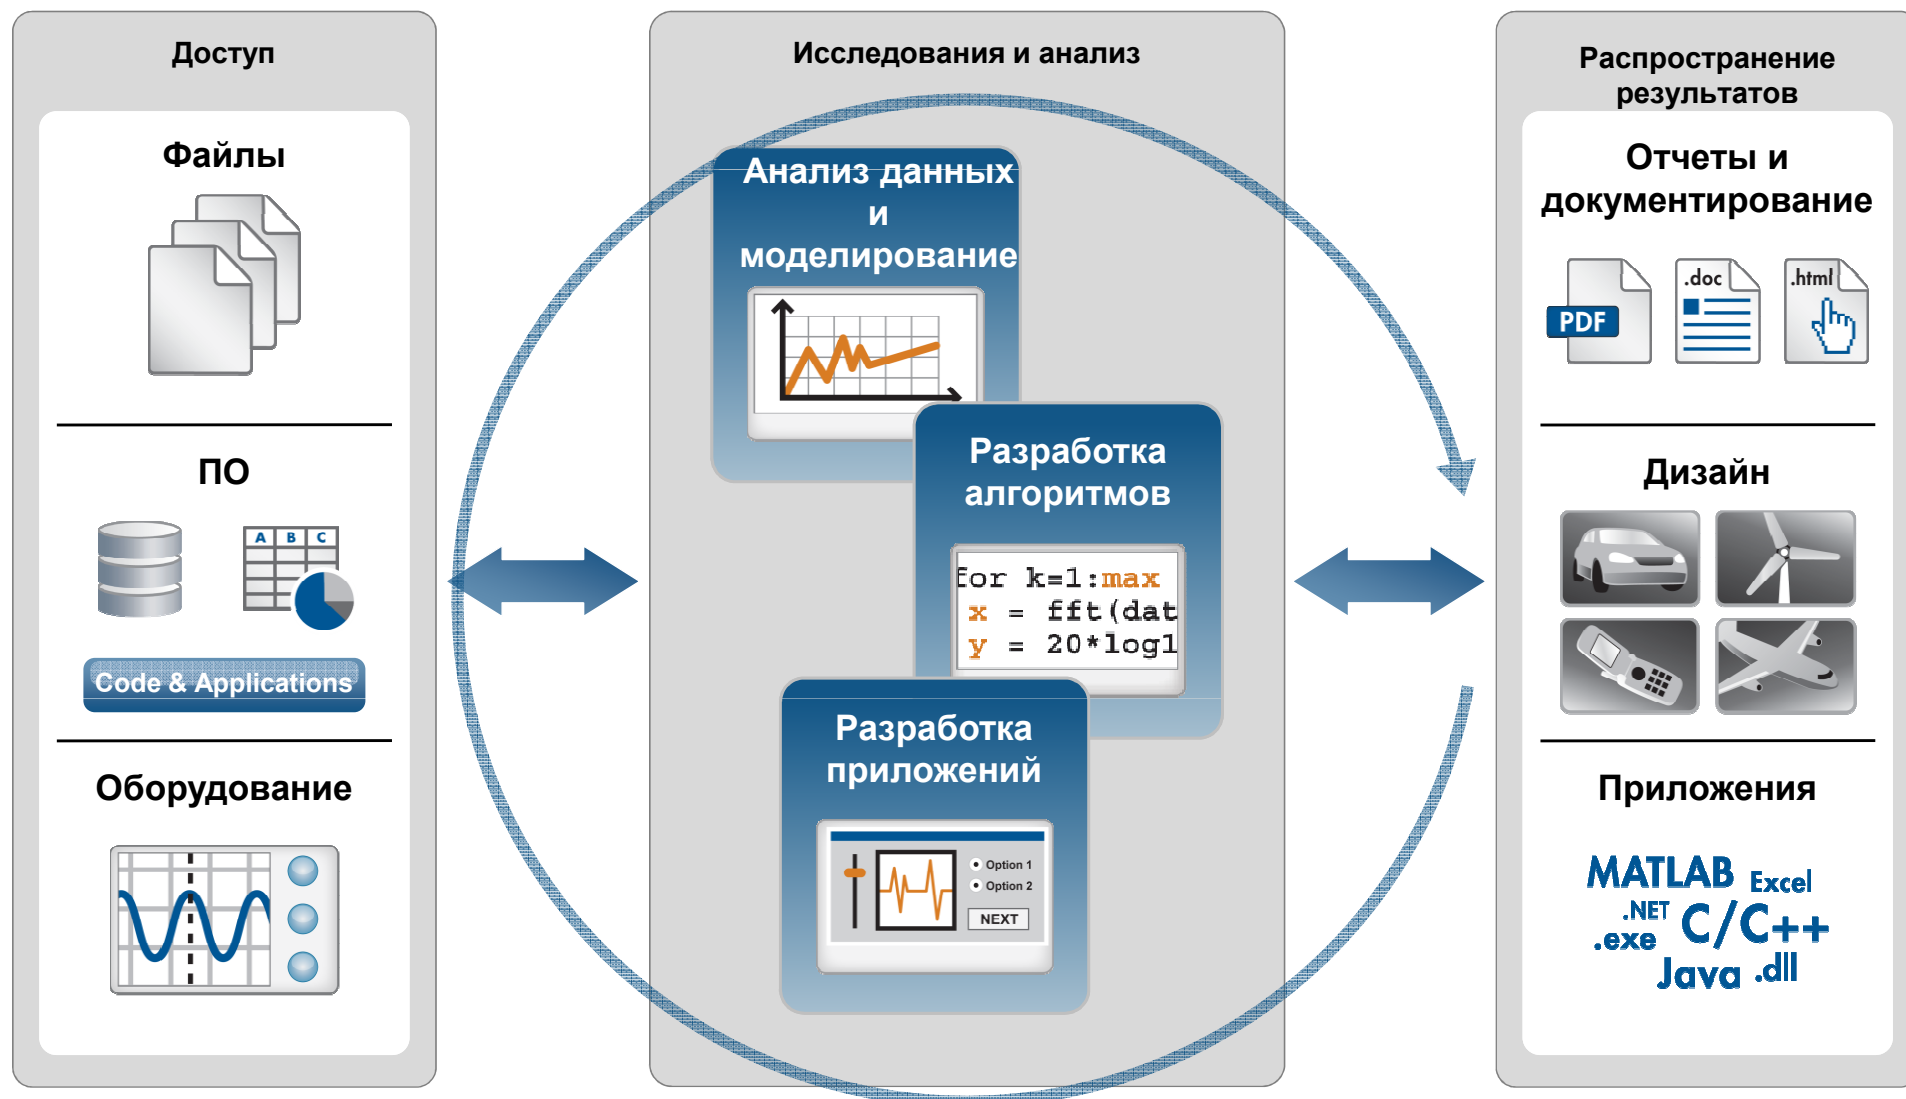 Доступ
Файлы
ПО
A B C
Code & Applications
Оборудование
Исследования и анализ
Анализ данных
и
моделирование
Разработка
алгоритмов
for k=1:max
x = fft(dat
y = 20*log1
Разработка
приложений
Option 1
Option 2
NEXT
Распространение
результатов
Отчеты и
документирование
PDF
.doc
.html
Дизайн
Приложения
MATLAB Excel
.NET C/C++
.exe
Java .dll